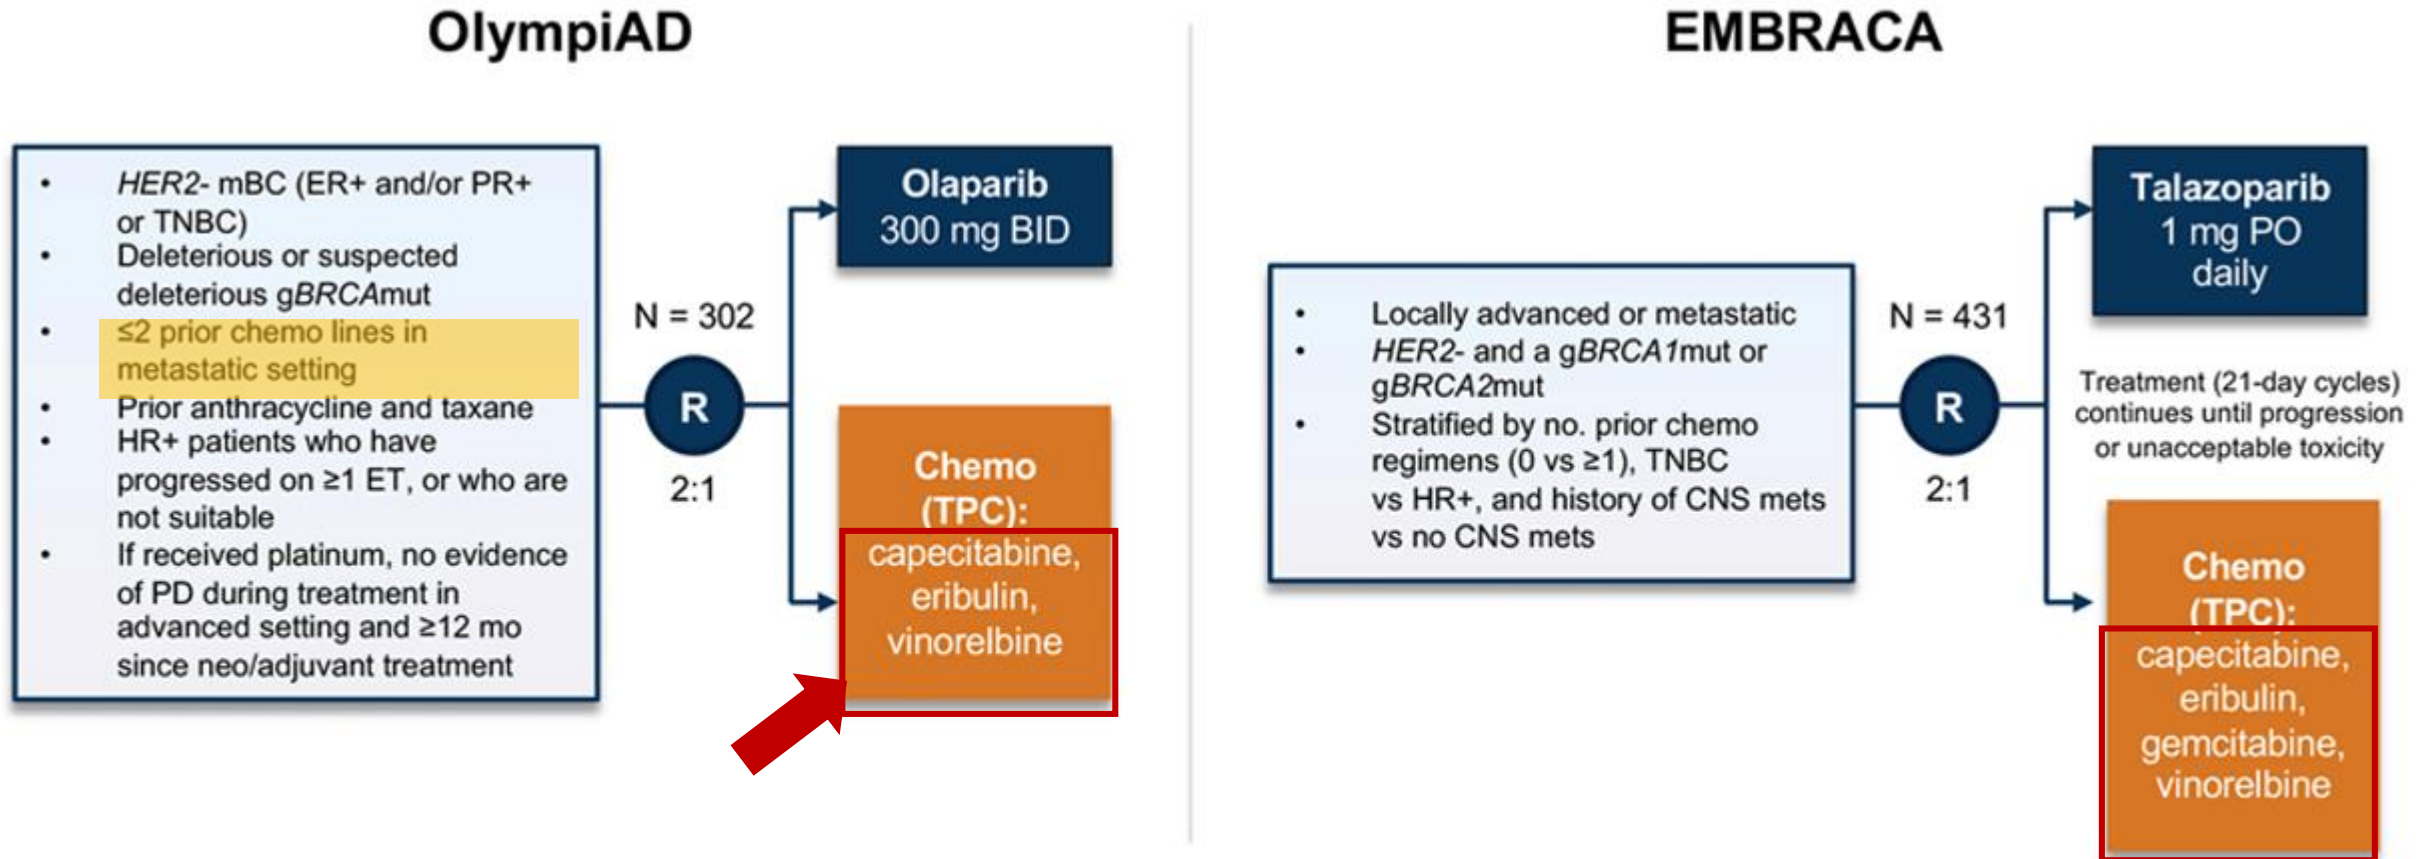 OlympiAD
• HER2- mBC (ER+ and/or PR+
or TNBC)
• Deleterious or suspected
deleterious gBRCAmut
• ≤2 prior chemo lines in
metastatic setting
• Prior anthracycline and taxane
• HR+ patients who have
progressed on ≥1 ET, or who are
not suitable
• If received platinum, no evidence
of PD during treatment in
advanced setting and ≥12 mo
since neo/adjuvant treatment
N = 302
R
2:1
Olaparib
300 mg BID
Chemo
(TPC):
capecitabine,
eribulin,
vinorelbine
EMBRACA
• Locally advanced or metastatic
• HER2- and a gBRCA1mut or
gBRCA2mut
• Stratified by no. prior chemo
regimens (0 vs ≥1), TNBC
vs HR+, and history of CNS mets
vs no CNS mets
N = 431
R
2:1
Talazoparib
1 mg PO
daily
Treatment (21-day cycles)
continues until progression
or unacceptable toxicity
Chemo
(TPC):
capecitabine,
eribulin,
gemcitabine,
vinorelbine